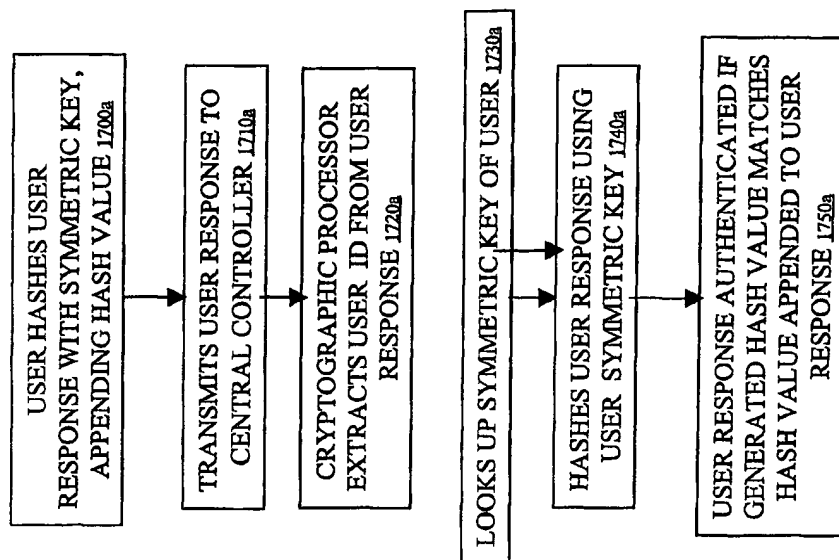 USER HASHES USER
RESPONSE WITH SYMMETRIC KEY,
APPENDING HASH VALUE 1700a
TRANSMITS USER RESPONSE TO
CENTRAL CONTROLLER 1710a
CRYPTOGRAPHIC PROCESSOR
EXTRACTS USER ID FROM USER
RESPONSE 1720a
LOOKS UP SYMMETRIC KEY OF USER 1730a
HASHES USER RESPONSE USING
USER SYMMETRIC KEY 1740a
USER RESPONSE AUTHENTICATED IF
GENERATED HASH VALUE MATCHES
HASH VALUE APPENDED TO USER
RESPONSE 1750a